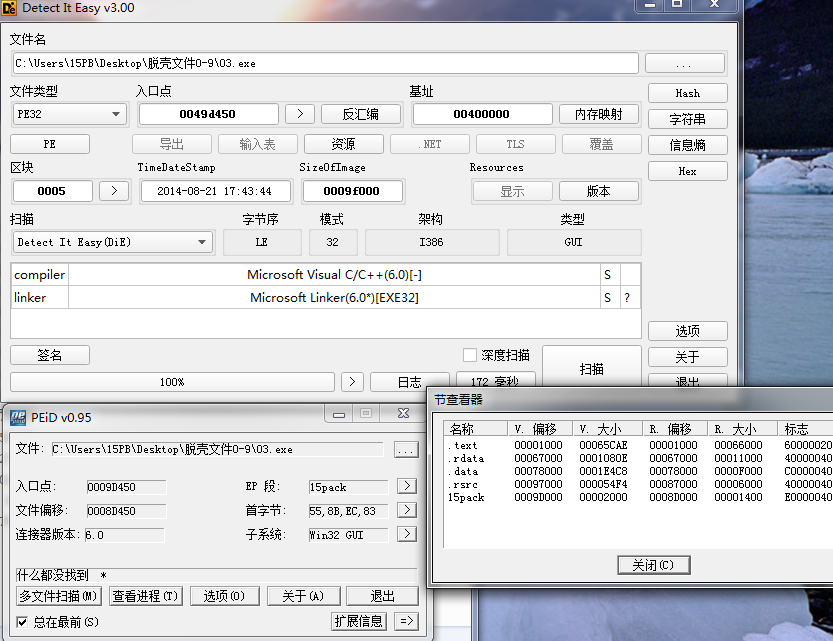 Detect It Easy v3.00
文件名
C:\Users\15PB\Desktop\脱壳文件0-9\03.exe
...
文件类型 入口点 基址
PE32 0049d450 > 反汇编 00400000 内存映射 Hash
字符串
PE 导出 输入表 资源 .NET TLS 覆盖 信息熵
区块 TimeDateStamp SizeOfImage Resources Hex
0005 > 2014-08-21 17:43:44 0009f000 显示 版本
扫描 字节序 模式 架构 类型
Detect It Easy(DiE) LE 32 I386 GUI
compiler Microsoft Visual C/C++(6.0)[-] S
linker Microsoft Linker(6.0*)[EXE32] S ?
选项
签名 深度扫描 扫描 关于
100% > 日志 172 毫秒 退出
PEiD v0.95
文件: C:\Users\15PB\Desktop\脱壳文件0-9\03.exe ...
入口点: 0009D450 EP 段: 15pack >
文件偏移: 0008D450 首字节: 55,8B,EC,83 >
连接器版本: 6.0 子系统: Win32 GUI >
什么都没找到 *
多文件扫描(M) 查看进程(T) 选项(O) 关于(A) 退出
总在最前(S) 扩展信息 =>
节查看器
名称 V. 偏移 V. 大小 R. 偏移 R. 大小 标志
.text 00001000 00065CAE 00001000 00066000 60000020
.rdata 00067000 0001080E 00067000 00011000 40000040
.data 00078000 0001E4C8 00078000 0000F000 C0000040
.rsrc 00097000 000054F4 00087000 00006000 40000040
15pack 0009D000 00002000 0008D000 00001400 E0000040
关闭(C)